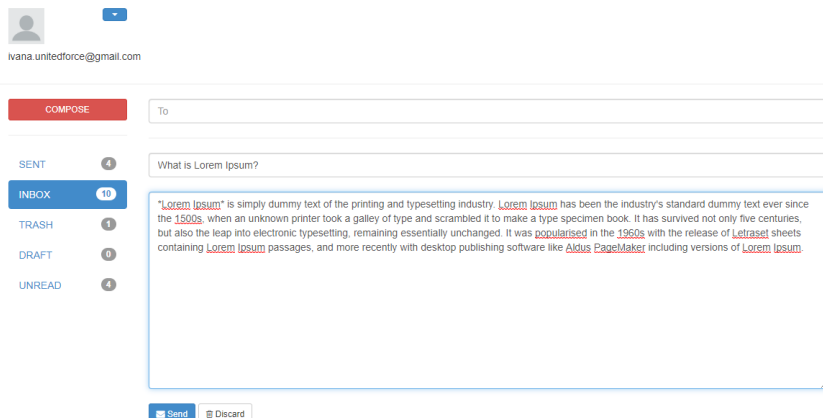 ivana.unitedforce@gmail.com
COMPOSE
To
SENT 4
What is Lorem Ipsum?
INBOX 10
*Lorem Ipsum* is simply dummy text of the printing and typesetting industry. Lorem Ipsum has been the industry's standard dummy text ever since
the 1500s, when an unknown printer took a galley of type and scrambled it to make a type specimen book. It has survived not only five centuries,
but also the leap into electronic typesetting, remaining essentially unchanged. It was popularised in the 1960s with the release of Letraset sheets
containing Lorem Ipsum passages, and more recently with desktop publishing software like Aldus PageMaker including versions of Lorem Ipsum.
TRASH 1
DRAFT 0
UNREAD 4
Send Discard